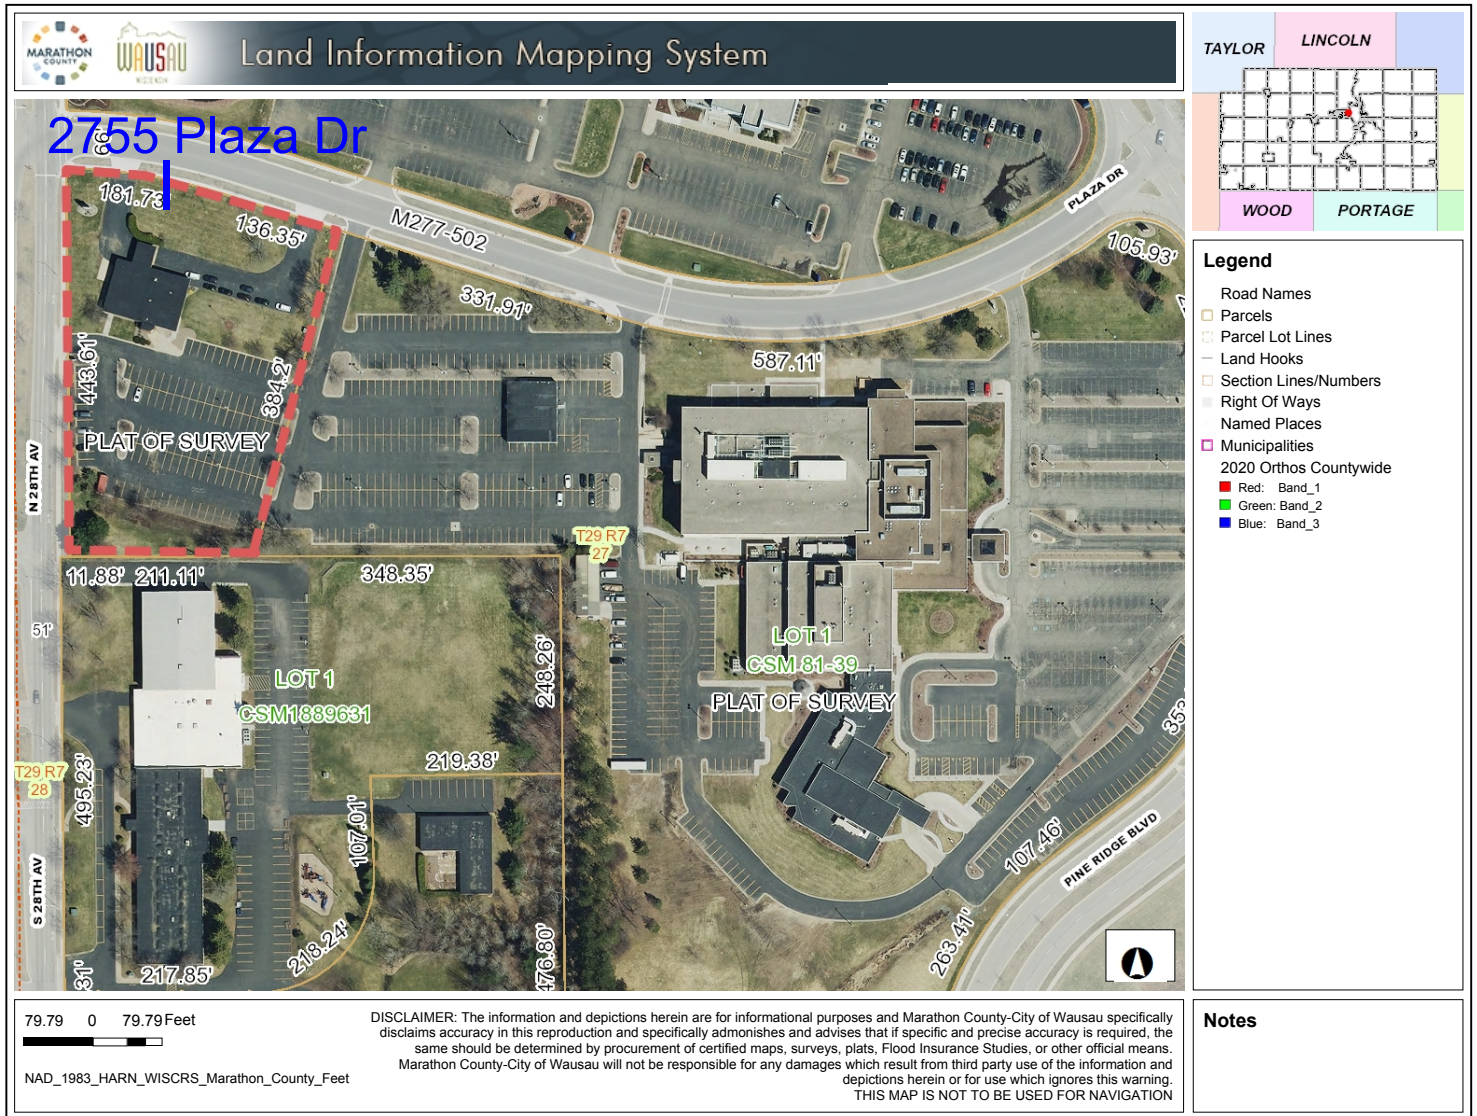 MARATHON
COUNTY
WAUSAU
WISCONSIN
Land Information Mapping System
TAYLOR
LINCOLN
WOOD
PORTAGE
2755 Plaza Dr
66'
181.73'
136.35'
M277-502
PLAZA DR
105.93'
331.91'
587.11'
443.61'
384.2'
PLAT OF SURVEY
N 28TH AV
T29 R7
27
11.88'
211.11'
348.35'
51'
248.26'
LOT 1
CSM1889631
LOT 1
CSM 81-39
PLAT OF SURVEY
353
T29 R7
28
495.23'
219.38'
107.01'
107.46'
PINE RIDGE BLVD
S 28TH AV
218.24'
263.41'
476.80'
217.85'
31'
Legend
Road Names
Parcels
Parcel Lot Lines
Land Hooks
Section Lines/Numbers
Right Of Ways
Named Places
Municipalities
2020 Orthos Countywide
Red: Band_1
Green: Band_2
Blue: Band_3
79.79 0 79.79 Feet
NAD_1983_HARN_WISCRS_Marathon_County_Feet
DISCLAIMER: The information and depictions herein are for informational purposes and Marathon County-City of Wausau specifically
disclaims accuracy in this reproduction and specifically admonishes and advises that if specific and precise accuracy is required, the
same should be determined by procurement of certified maps, surveys, plats, Flood Insurance Studies, or other official means.
Marathon County-City of Wausau will not be responsible for any damages which result from third party use of the information and
depictions herein or for use which ignores this warning.
THIS MAP IS NOT TO BE USED FOR NAVIGATION
Notes